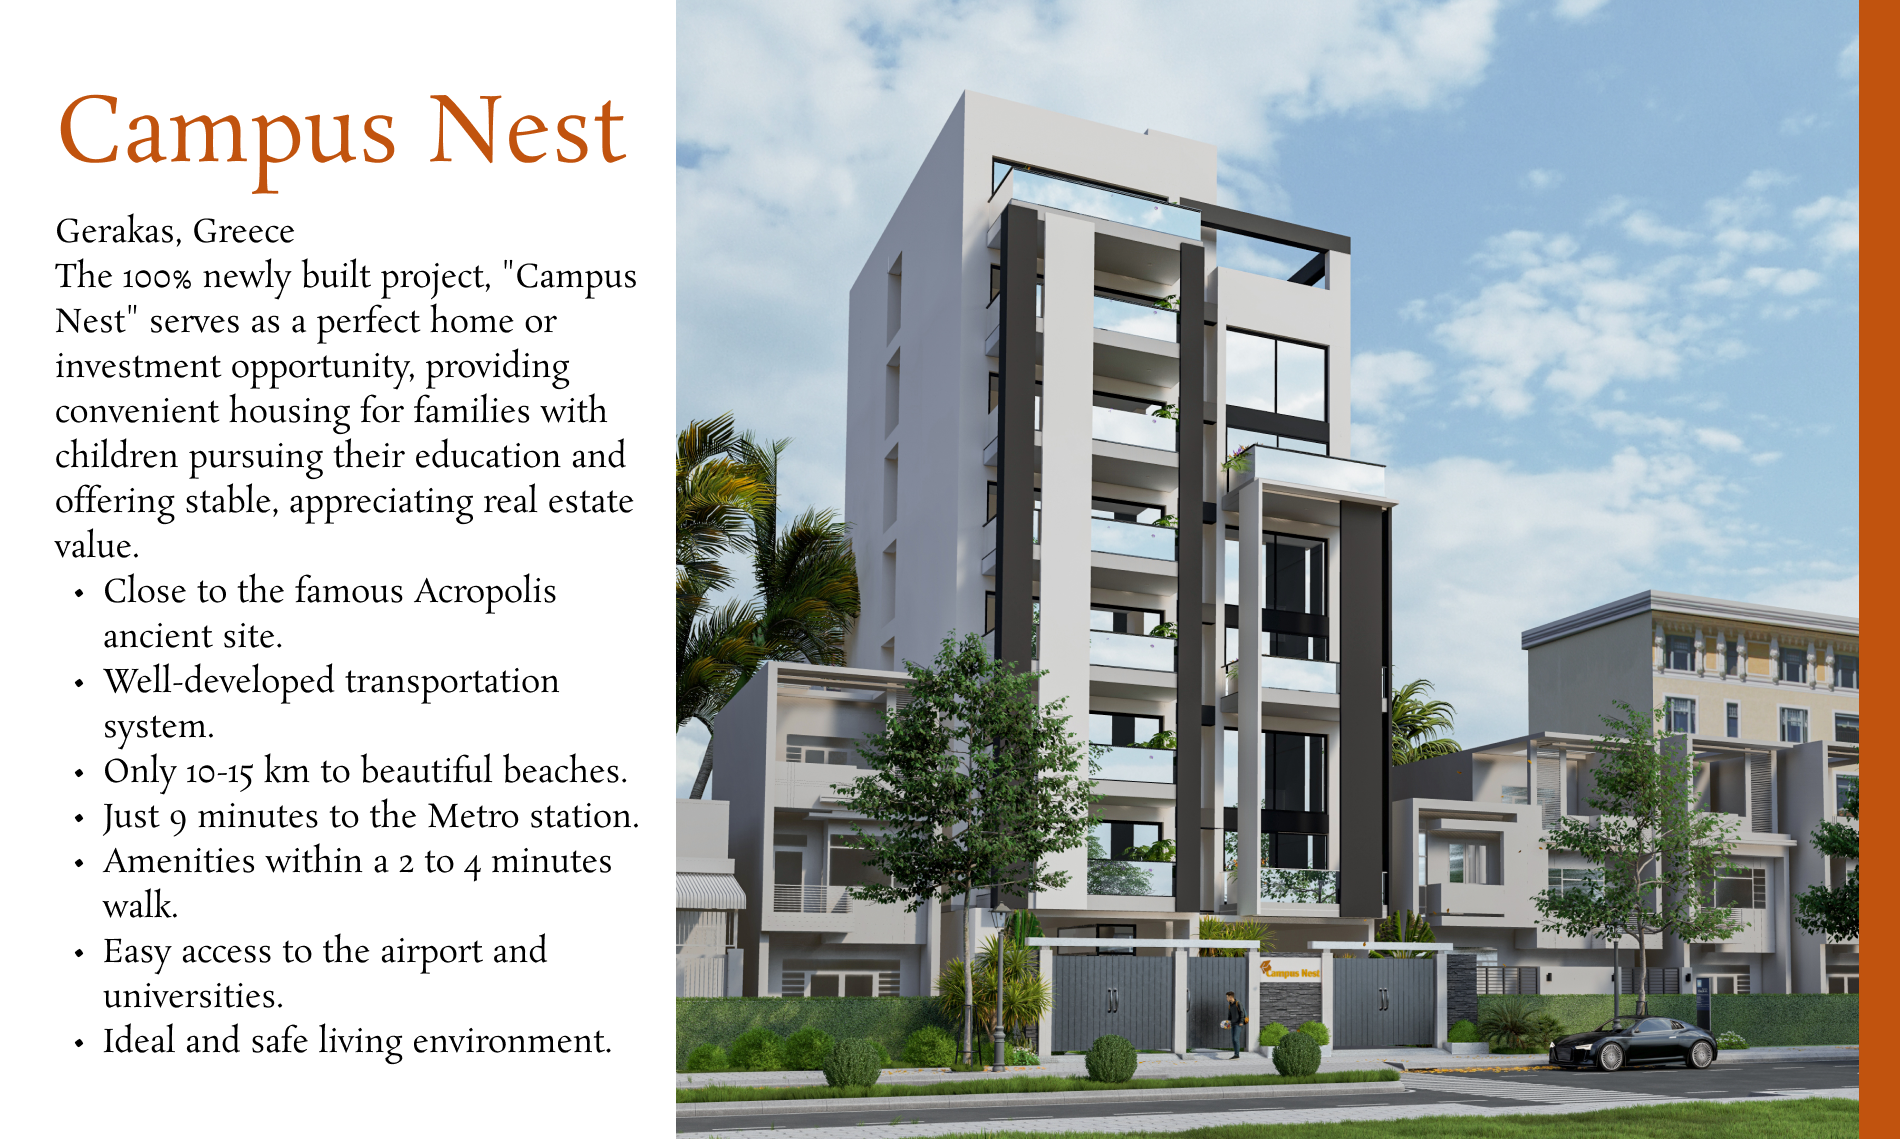 Campus Nest
Gerakas, Greece
The 100% newly built project, "Campus
Nest" serves as a perfect home or
investment opportunity, providing
convenient housing for families with
children pursuing their education and
offering stable, appreciating real estate
value.
• Close to the famous Acropolis
ancient site.
• Well-developed transportation
system.
• Only 10-15 km to beautiful beaches.
• Just 9 minutes to the Metro station.
• Amenities within a 2 to 4 minutes
walk.
• Easy access to the airport and
universities.
• Ideal and safe living environment.
Campus Nest